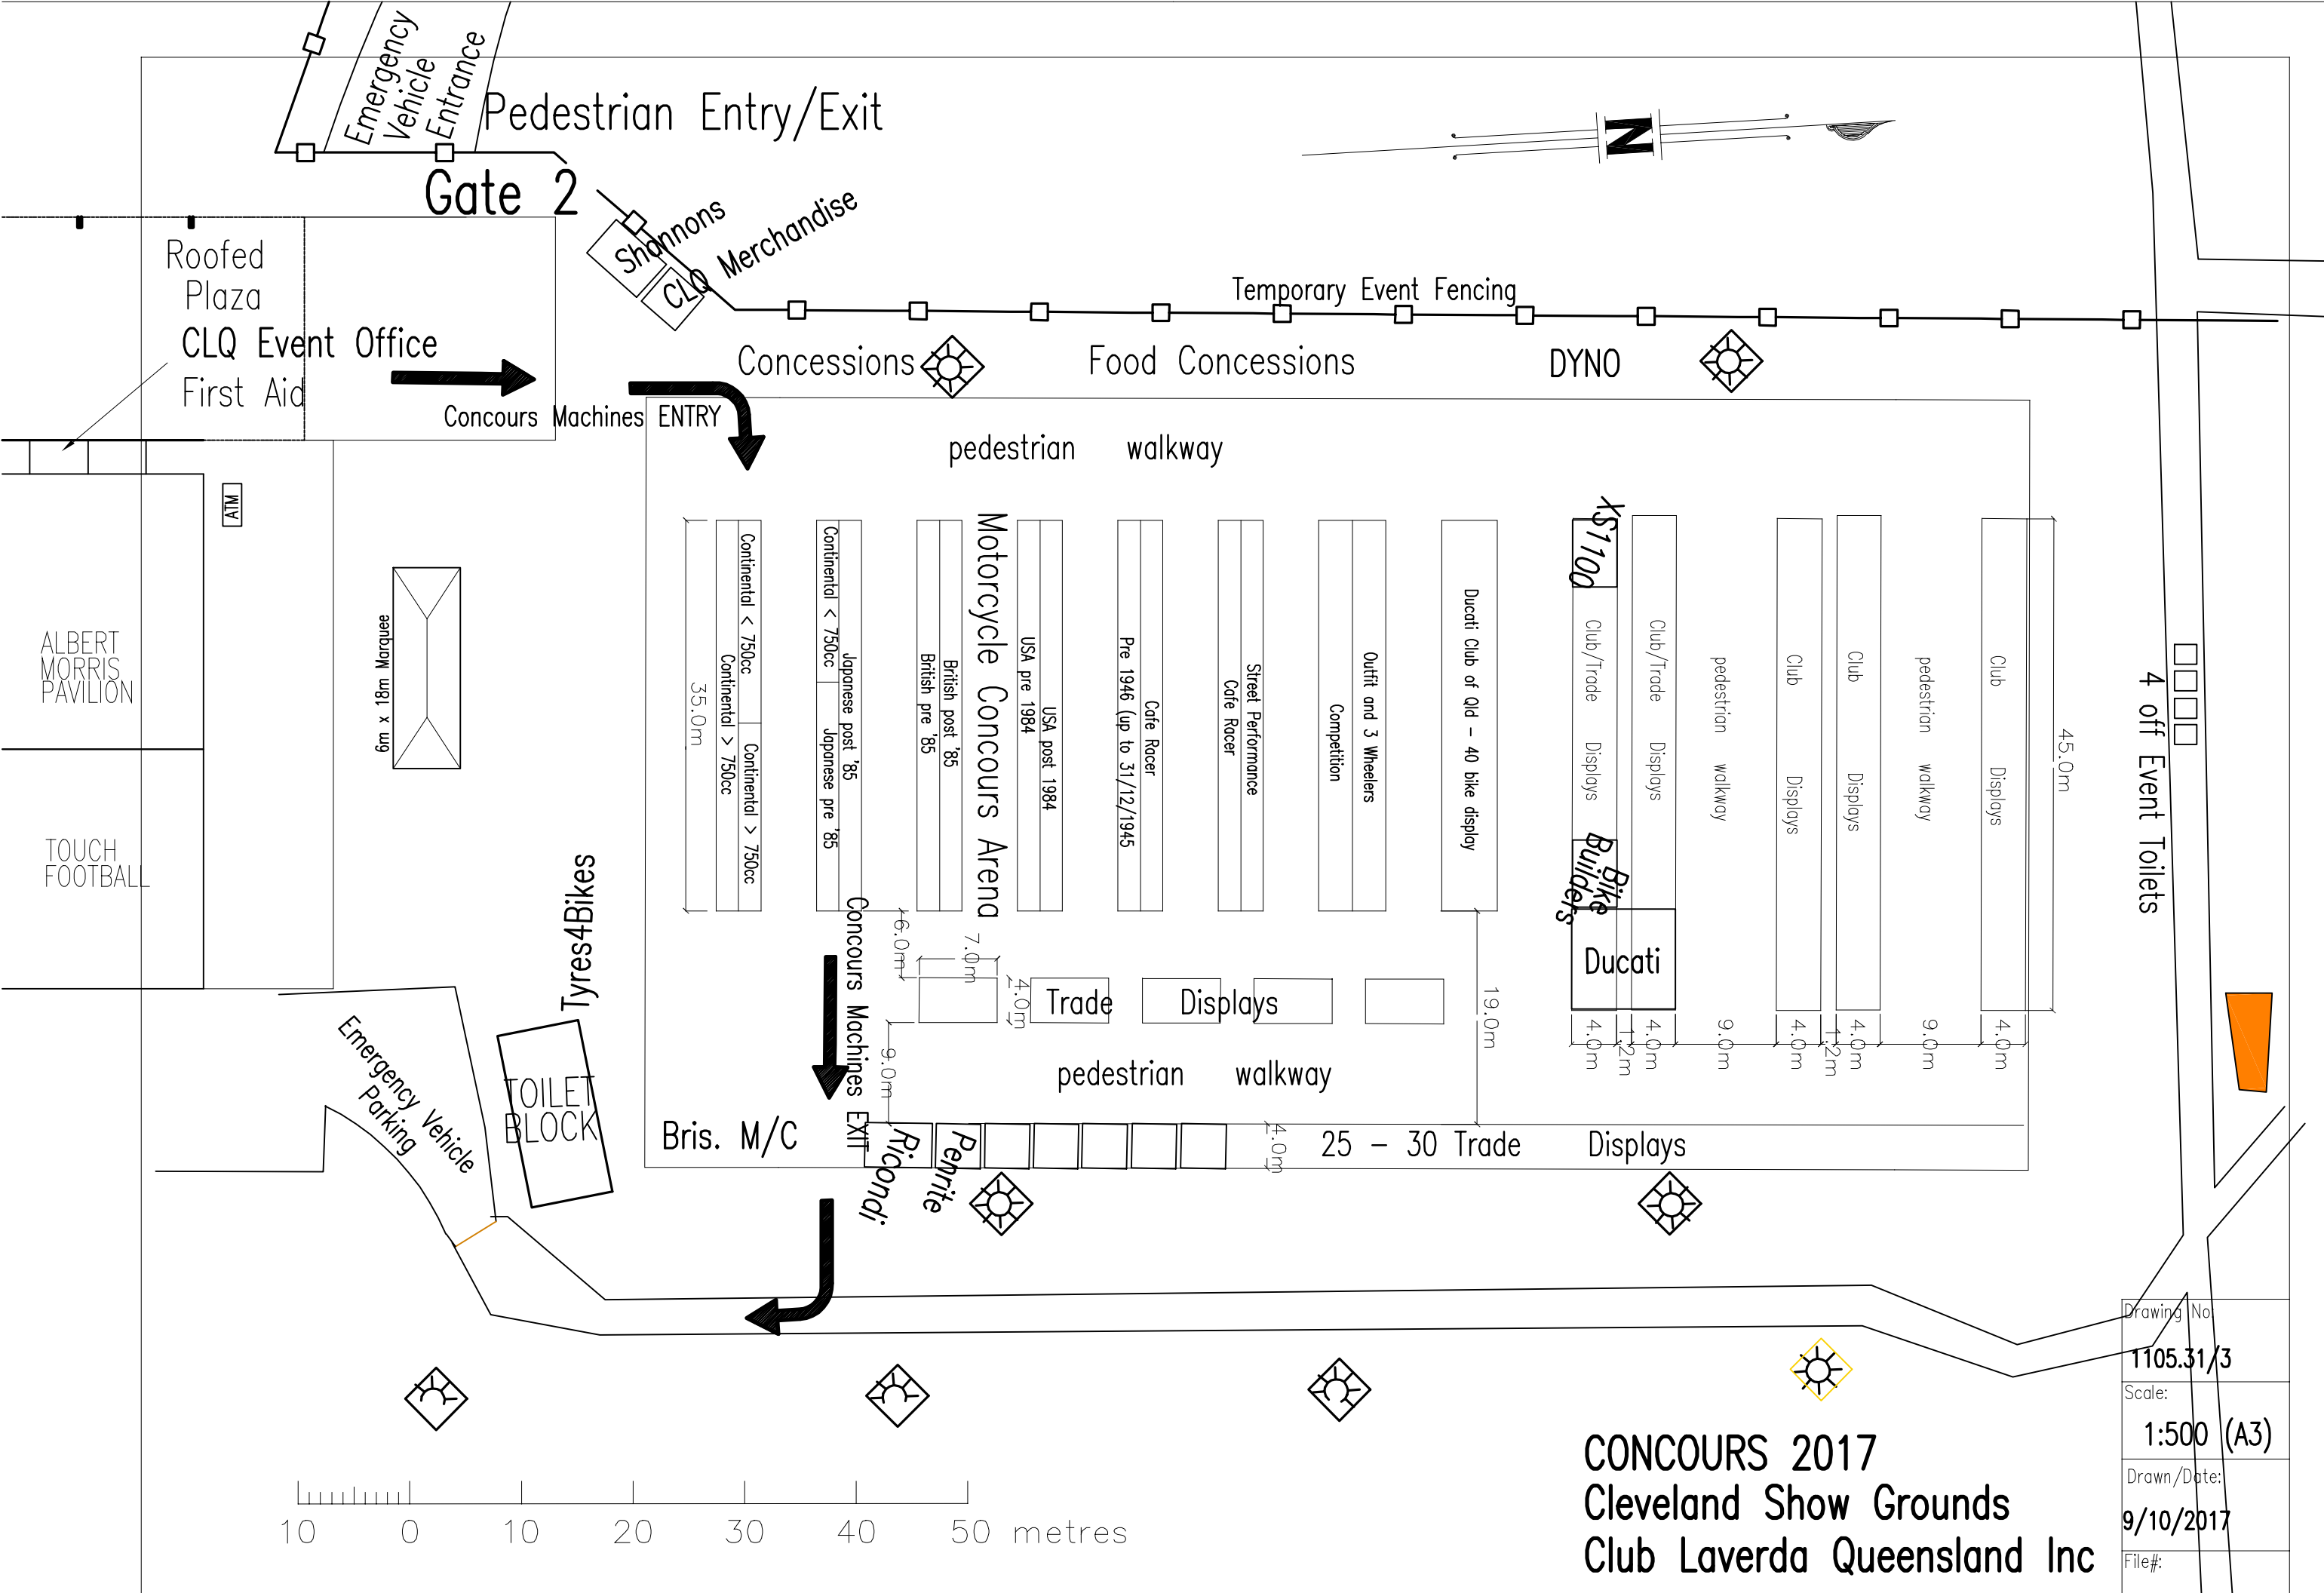 Emergency
Vehicle
Entrance
Pedestrian Entry/Exit
Gate 2
N
Shannons
CLQ Merchandise
Roofed
Plaza
CLQ Event Office
First Aid
Temporary Event Fencing
Concessions
Food Concessions
DYNO
Concours Machines ENTRY
pedestrian walkway
ATM
ALBERT
MORRIS
PAVILION
TOUCH
FOOTBALL
6m x 18m Marquee
Tyres4Bikes
TOILET
BLOCK
Emergency Vehicle
Parking
35.0m
Continental < 750cc
Continental > 750cc
Continental > 750cc
Continental < 750cc
Japanese post '85
Japanese pre '85
British post '85
British pre '85
Motorcycle Concours Arena
USA pre 1984
USA post 1984
Pre 1946 (up to 31/12/1945
Cafe Racer
Street Performance
Cafe Racer
Outfit and 3 Wheelers
Competition
Ducati Club of Qld - 40 bike display
XS1100
Club/Trade Displays
Club/Trade Displays
Bike
Builders
Ducati
pedestrian walkway
Club Displays
Club Displays
pedestrian walkway
Club Displays
45.0m
4 off Event Toilets
Concours Machines EXIT
6.0m
7.0m
4.0m
Trade Displays
19.0m
9.0m
pedestrian walkway
4.0m
1.2m
4.0m
9.0m
4.0m
1.2m
4.0m
9.0m
4.0m
Bris. M/C
Ricondi
Penrite
4.0m
25 - 30 Trade Displays
10 0 10 20 30 40 50 metres
CONCOURS 2017
Cleveland Show Grounds
Club Laverda Queensland Inc
Drawing No
1105.31/3
Scale:
1:500 (A3)
Drawn/Date:
9/10/2017
File#: